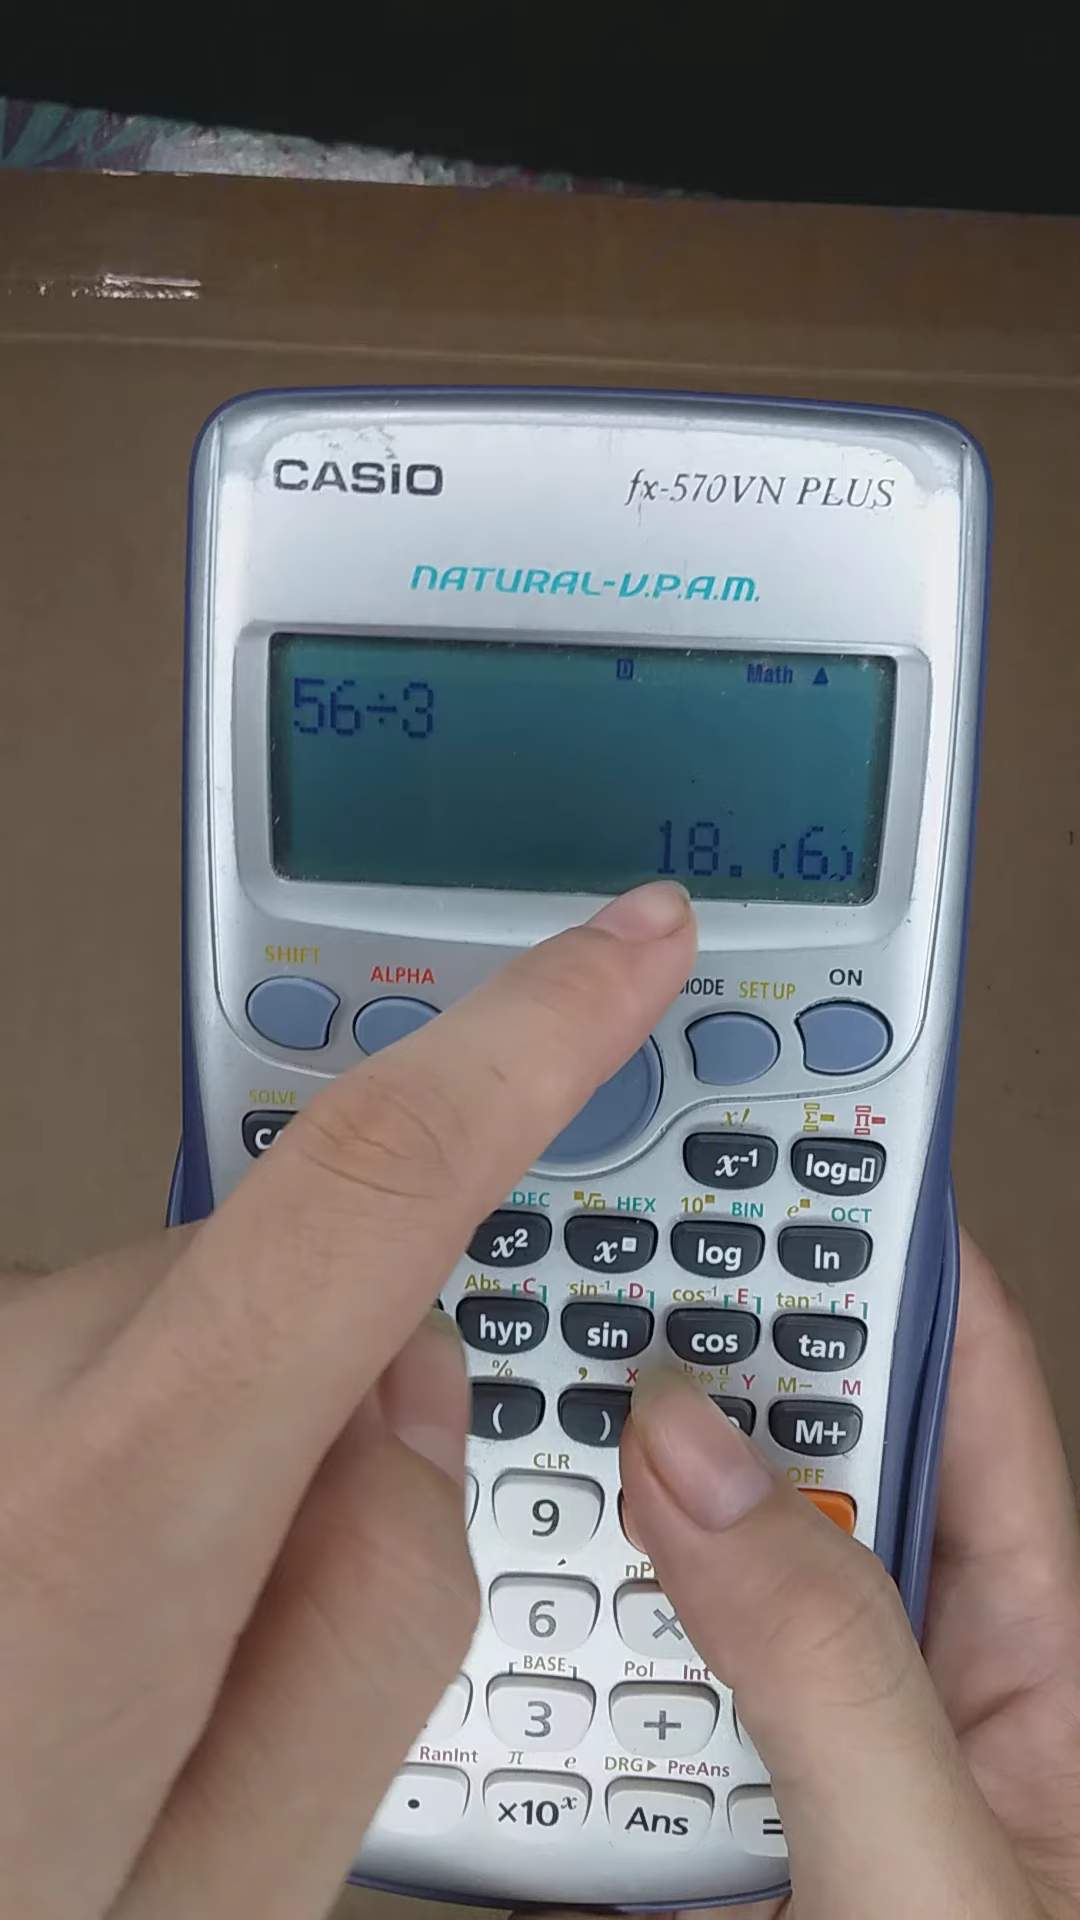 CASIO fx-570VN PLUS
NATURAL-V.P.A.M.
D Math ▲
56÷3
18.(6)
SHIFT ALPHA MODE SETUP ON
SOLVE x! Σ Π
x⁻¹ log
DEC √ HEX 10 BIN e OCT
x² x log ln
Abs C sin⁻¹ D cos⁻¹ E tan⁻¹ F
hyp sin cos tan
% , X Y M– M
( ) M+
CLR OFF
9
6 ×
BASE Pol Int
3 +
RanInt π e DRG▶ PreAns
• ×10ˣ Ans =